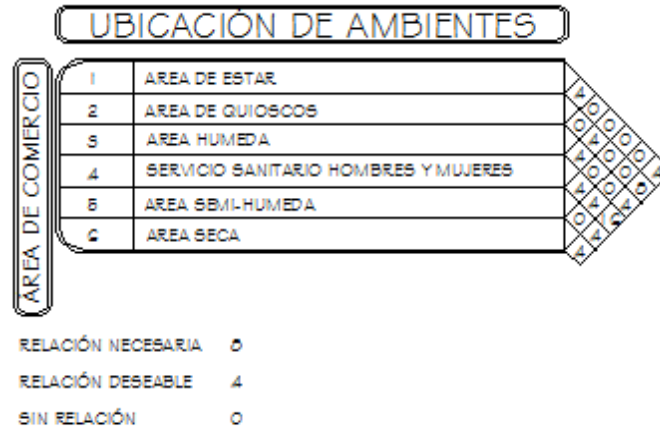 UBICACIÓN DE AMBIENTES
ÁREA DE COMERCIO
1 AREA DE ESTAR
2 AREA DE QUIOSCOS
3 AREA HUMEDA
4 SERVICIO SANITARIO HOMBRES Y MUJERES
5 AREA SEMI-HUMEDA
6 AREA SECA
RELACIÓN NECESARIA 8
RELACIÓN DESEABLE 4
SIN RELACIÓN 0